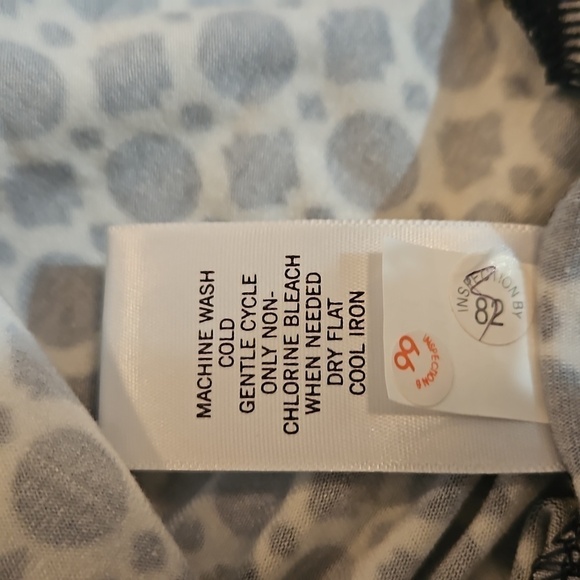 MACHINE WASH
COLD
GENTLE CYCLE
ONLY NON-
CHLORINE BLEACH
WHEN NEEDED
DRY FLAT
COOL IRON
INSPECTION BY
82
99